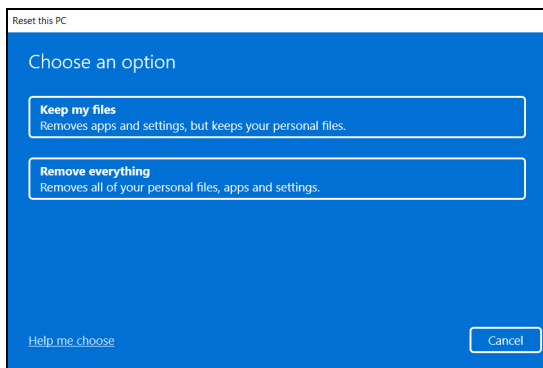 Reset this PC
Choose an option
Keep my files
Removes apps and settings, but keeps your personal files.
Remove everything
Removes all of your personal files, apps and settings.
Help me choose
Cancel